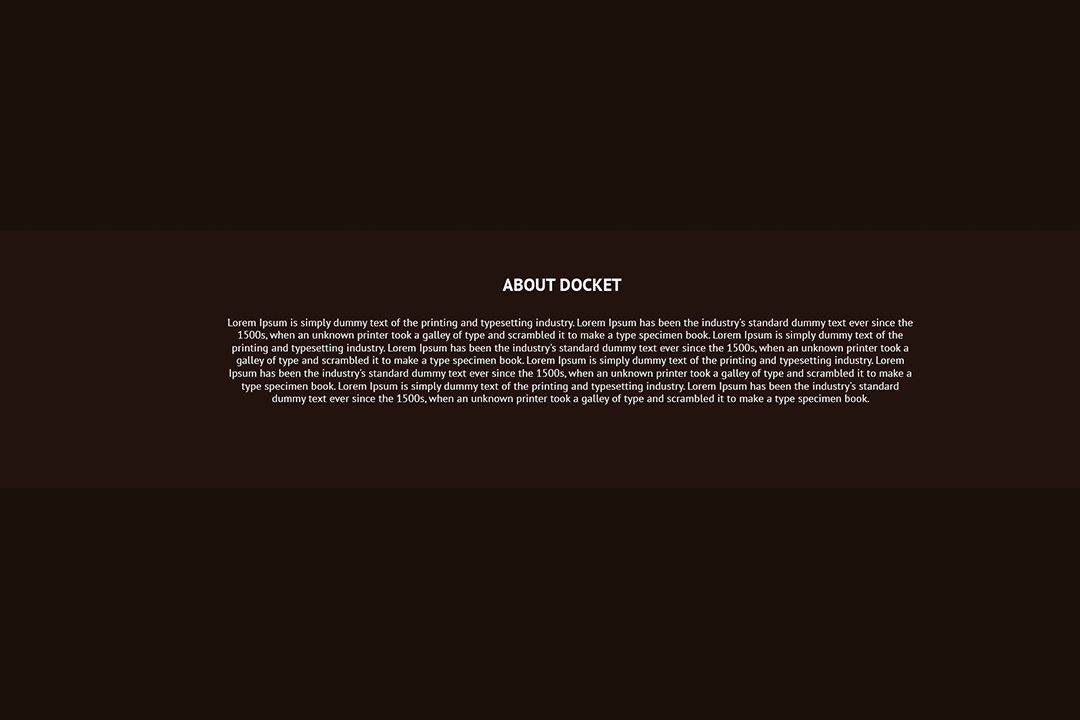 ABOUT DOCKET
Lorem Ipsum is simply dummy text of the printing and typesetting industry. Lorem Ipsum has been the industry's standard dummy text ever since the
1500s, when an unknown printer took a galley of type and scrambled it to make a type specimen book. Lorem Ipsum is simply dummy text of the
printing and typesetting industry. Lorem Ipsum has been the industry's standard dummy text ever since the 1500s, when an unknown printer took a
galley of type and scrambled it to make a type specimen book. Lorem Ipsum is simply dummy text of the printing and typesetting industry. Lorem
Ipsum has been the industry's standard dummy text ever since the 1500s, when an unknown printer took a galley of type and scrambled it to make a
type specimen book. Lorem Ipsum is simply dummy text of the printing and typesetting industry. Lorem Ipsum has been the industry's standard
dummy text ever since the 1500s, when an unknown printer took a galley of type and scrambled it to make a type specimen book.